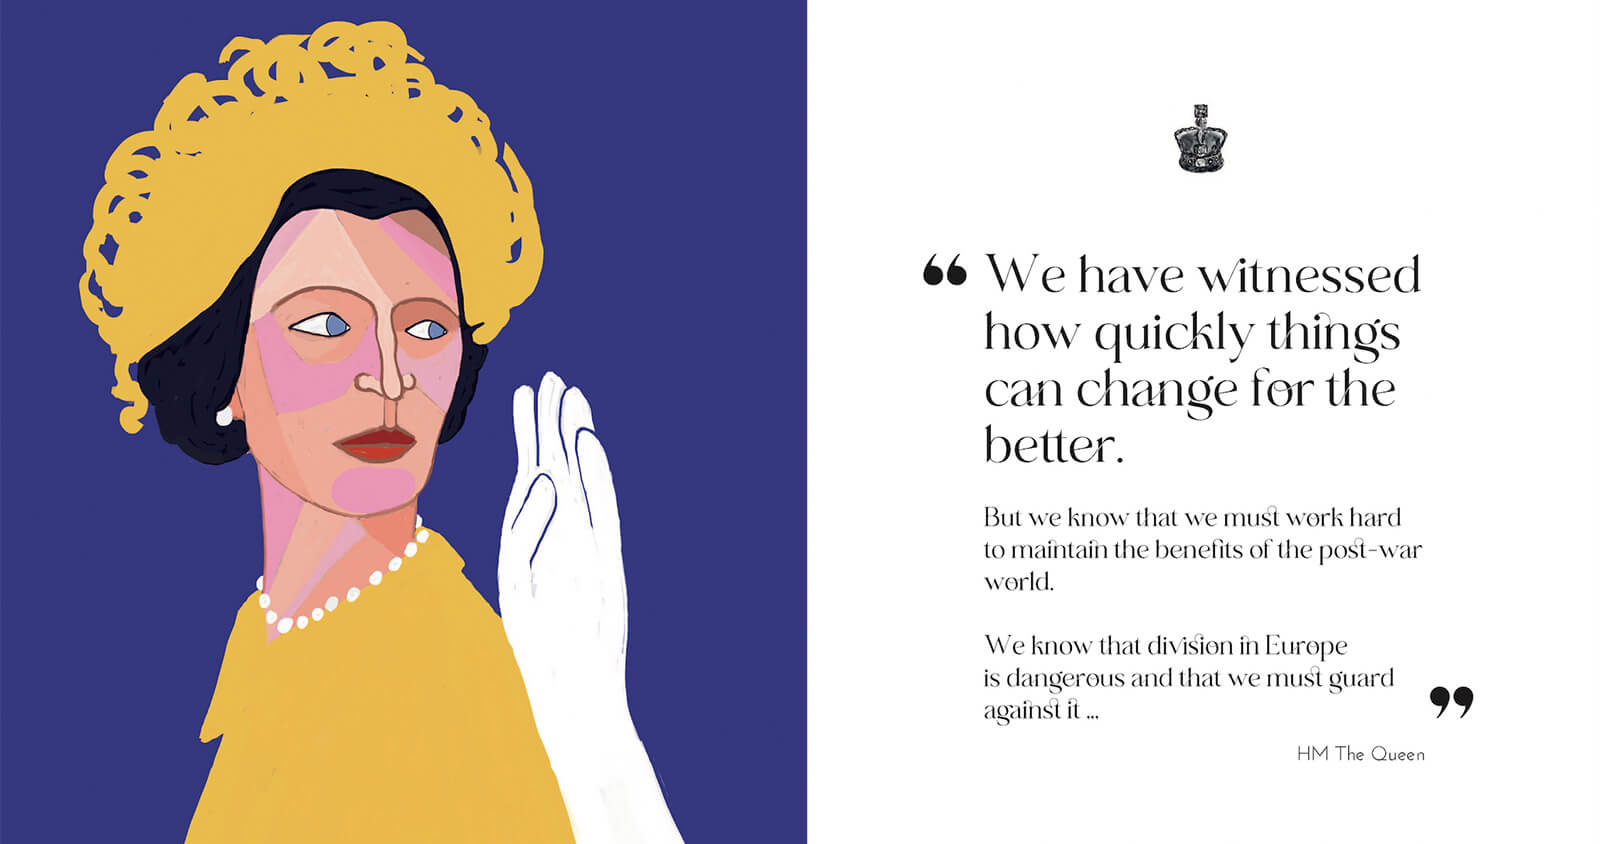 “ We have witnessed
how quickly things
can change for the
better.
But we know that we must work hard
to maintain the benefits of the post-war
world.
We know that division in Europe
is dangerous and that we must guard
against it ... ”
HM The Queen